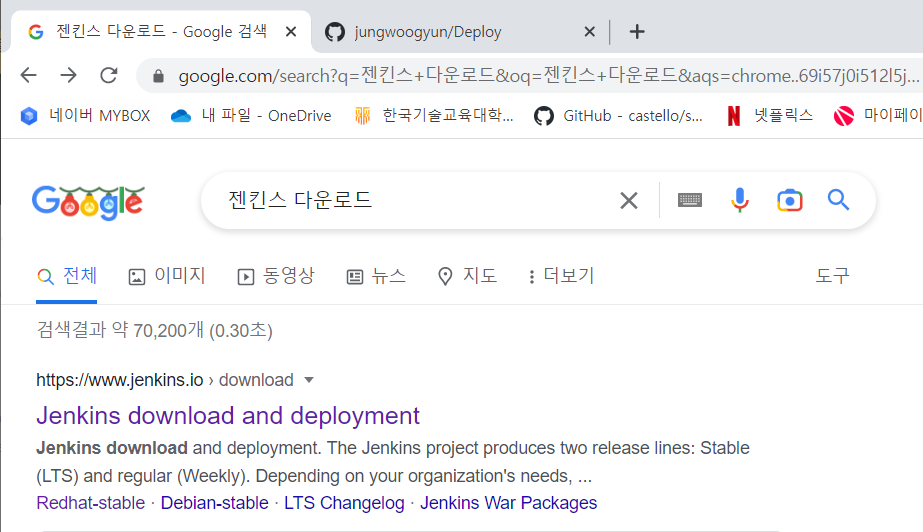 젠킨스 다운로드 - Google 검색
jungwoogyun/Deploy
google.com/search?q=젠킨스+다운로드&oq=젠킨스+다운로드&aqs=chrome..69i57j0i512l5j...
네이버 MYBOX 내 파일 - OneDrive 한국기술교육대학... GitHub - castello/s... 넷플릭스 마이페이
Google 젠킨스 다운로드
전체 이미지 동영상 뉴스 지도 더보기 도구
검색결과 약 70,200개 (0.30초)
https://www.jenkins.io › download
Jenkins download and deployment
Jenkins download and deployment. The Jenkins project produces two release lines: Stable
(LTS) and regular (Weekly). Depending on your organization's needs, ...
Redhat-stable · Debian-stable · LTS Changelog · Jenkins War Packages